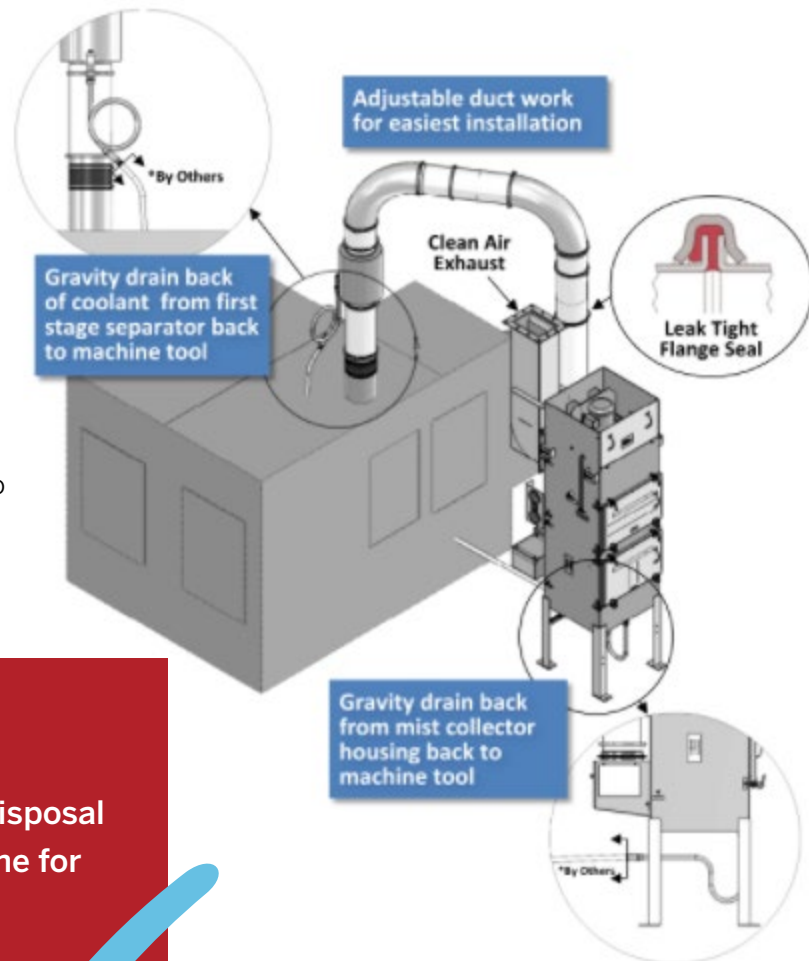 *By Others
Adjustable duct work
for easiest installation
Clean Air
Exhaust
Gravity drain back
of coolant from first
stage separator back
to machine tool
Leak Tight
Flange Seal
Gravity drain back
from mist collector
housing back to
machine tool
*By Others
isposal
ne for